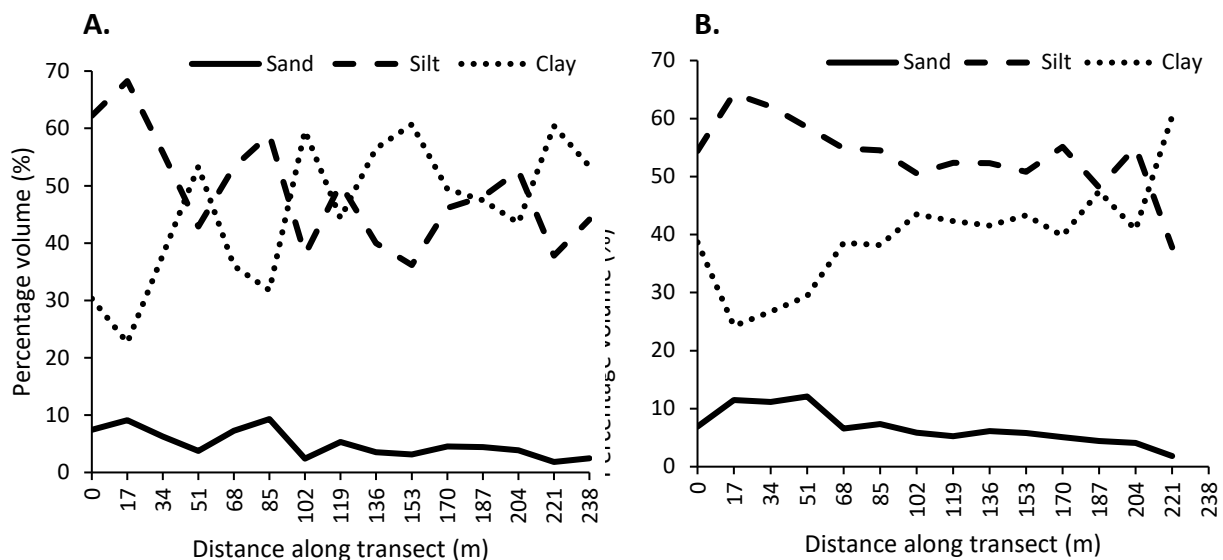 A.
Sand Silt Clay
70
60
50
40
30
20
10
0
Percentage volume (%)
0 17 34 51 68 85 102 119 136 153 170 187 204 221 238
Distance along transect (m)
B.
Sand Silt Clay
70
60
50
40
30
20
10
0
Percentage volume (%)
0 17 34 51 68 85 102 119 136 153 170 187 204 221 238
Distance along transect (m)